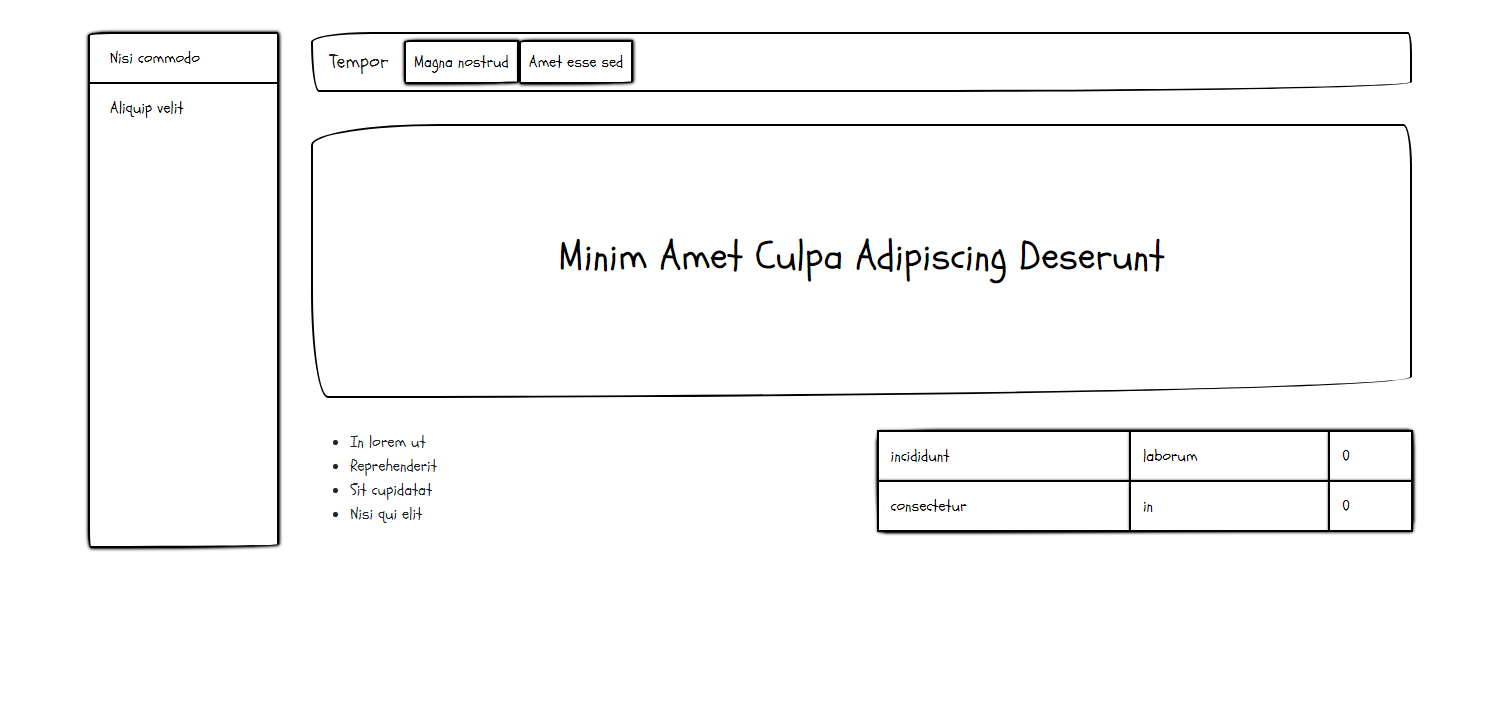 Nisi commodo
Aliquip velit
Tempor Magna nostrud Amet esse sed
Minim Amet Culpa Adipiscing Deserunt
In lorem ut
Reprehenderit
Sit cupidatat
Nisi qui elit
incididunt laborum 0
consectetur in 0